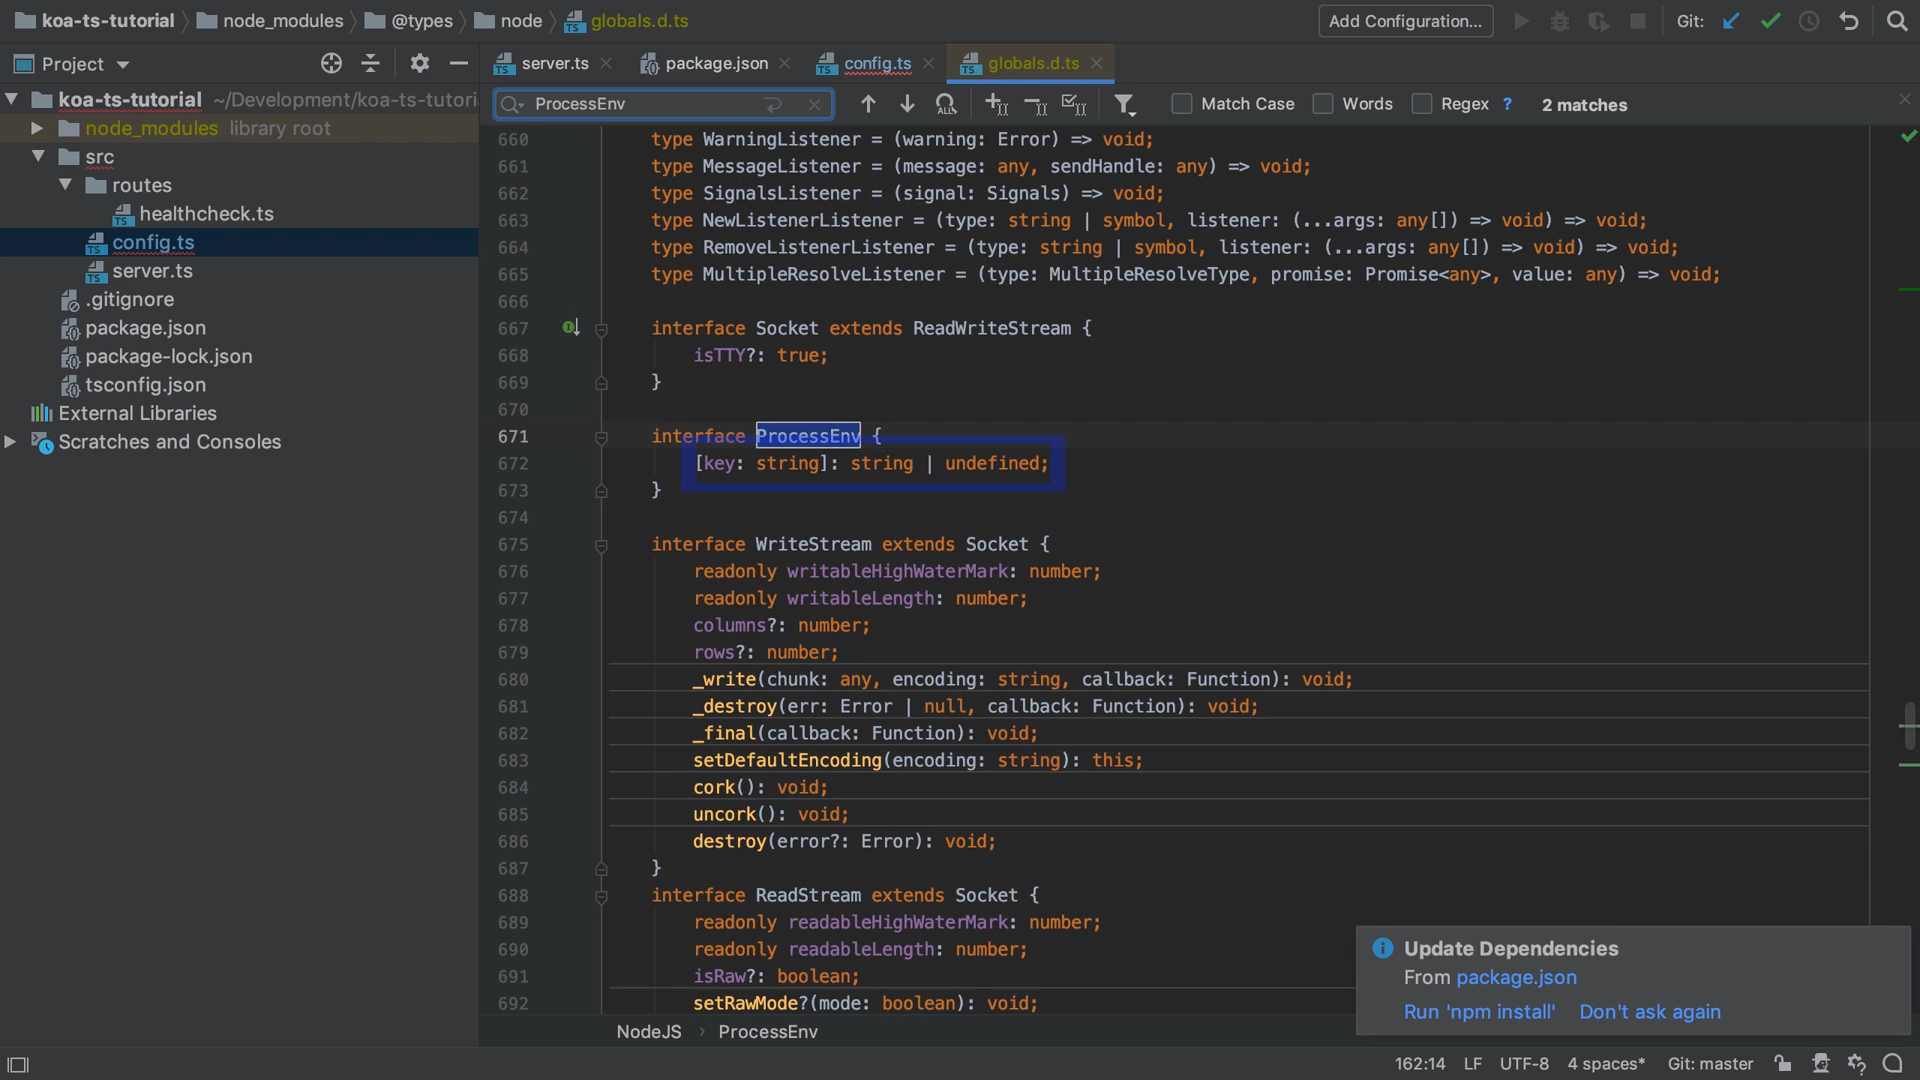 koa-ts-tutorial node_modules @types node globals.d.ts Add Configuration... Git:
Project server.ts package.json config.ts globals.d.ts
koa-ts-tutorial ~/Development/koa-ts-tutori
node_modules library root
src
routes
healthcheck.ts
config.ts
server.ts
.gitignore
package.json
package-lock.json
tsconfig.json
External Libraries
Scratches and Consoles
ProcessEnv Match Case Words Regex ? 2 matches
660 type WarningListener = (warning: Error) => void;
661 type MessageListener = (message: any, sendHandle: any) => void;
662 type SignalsListener = (signal: Signals) => void;
663 type NewListenerListener = (type: string | symbol, listener: (...args: any[]) => void) => void;
664 type RemoveListenerListener = (type: string | symbol, listener: (...args: any[]) => void) => void;
665 type MultipleResolveListener = (type: MultipleResolveType, promise: Promise<any>, value: any) => void;
666
667 interface Socket extends ReadWriteStream {
668 isTTY?: true;
669 }
670
671 interface ProcessEnv {
672 [key: string]: string | undefined;
673 }
674
675 interface WriteStream extends Socket {
676 readonly writableHighWaterMark: number;
677 readonly writableLength: number;
678 columns?: number;
679 rows?: number;
680 _write(chunk: any, encoding: string, callback: Function): void;
681 _destroy(err: Error | null, callback: Function): void;
682 _final(callback: Function): void;
683 setDefaultEncoding(encoding: string): this;
684 cork(): void;
685 uncork(): void;
686 destroy(error?: Error): void;
687 }
688 interface ReadStream extends Socket {
689 readonly readableHighWaterMark: number;
690 readonly readableLength: number;
691 isRaw?: boolean;
692 setRawMode?(mode: boolean): void;
NodeJS › ProcessEnv
Update Dependencies
From package.json
Run 'npm install' Don't ask again
162:14 LF UTF-8 4 spaces* Git: master